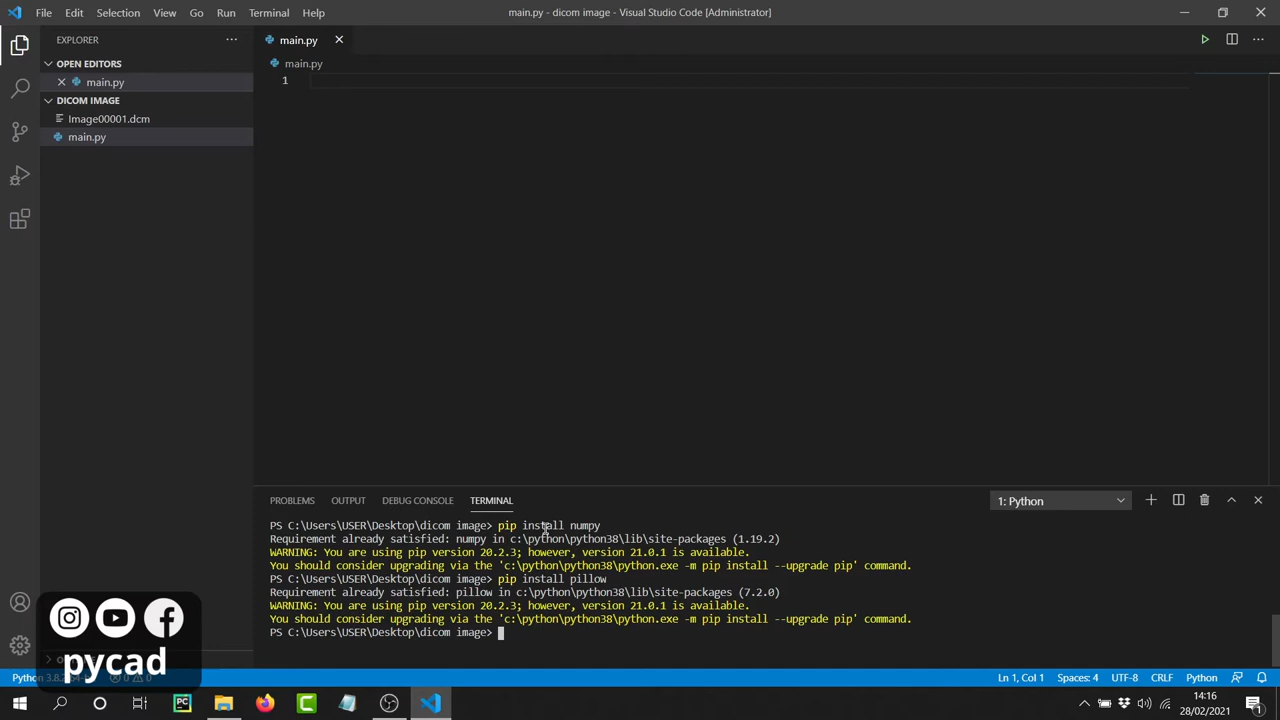 File Edit Selection View Go Run Terminal Help
main.py - dicom image - Visual Studio Code [Administrator]
EXPLORER
main.py
OPEN EDITORS
main.py
main.py
DICOM IMAGE
Image00001.dcm
main.py
1
PROBLEMS OUTPUT DEBUG CONSOLE TERMINAL
1: Python
PS C:\Users\USER\Desktop\dicom image> pip install numpy
Requirement already satisfied: numpy in c:\python\python38\lib\site-packages (1.19.2)
WARNING: You are using pip version 20.2.3; however, version 21.0.1 is available.
You should consider upgrading via the 'c:\python\python38\python.exe -m pip install --upgrade pip' command.
PS C:\Users\USER\Desktop\dicom image> pip install pillow
Requirement already satisfied: pillow in c:\python\python38\lib\site-packages (7.2.0)
WARNING: You are using pip version 20.2.3; however, version 21.0.1 is available.
You should consider upgrading via the 'c:\python\python38\python.exe -m pip install --upgrade pip' command.
PS C:\Users\USER\Desktop\dicom image>
pycad
Python 3.8.
Ln 1, Col 1 Spaces: 4 UTF-8 CRLF Python
PC
14:16
28/02/2021
1